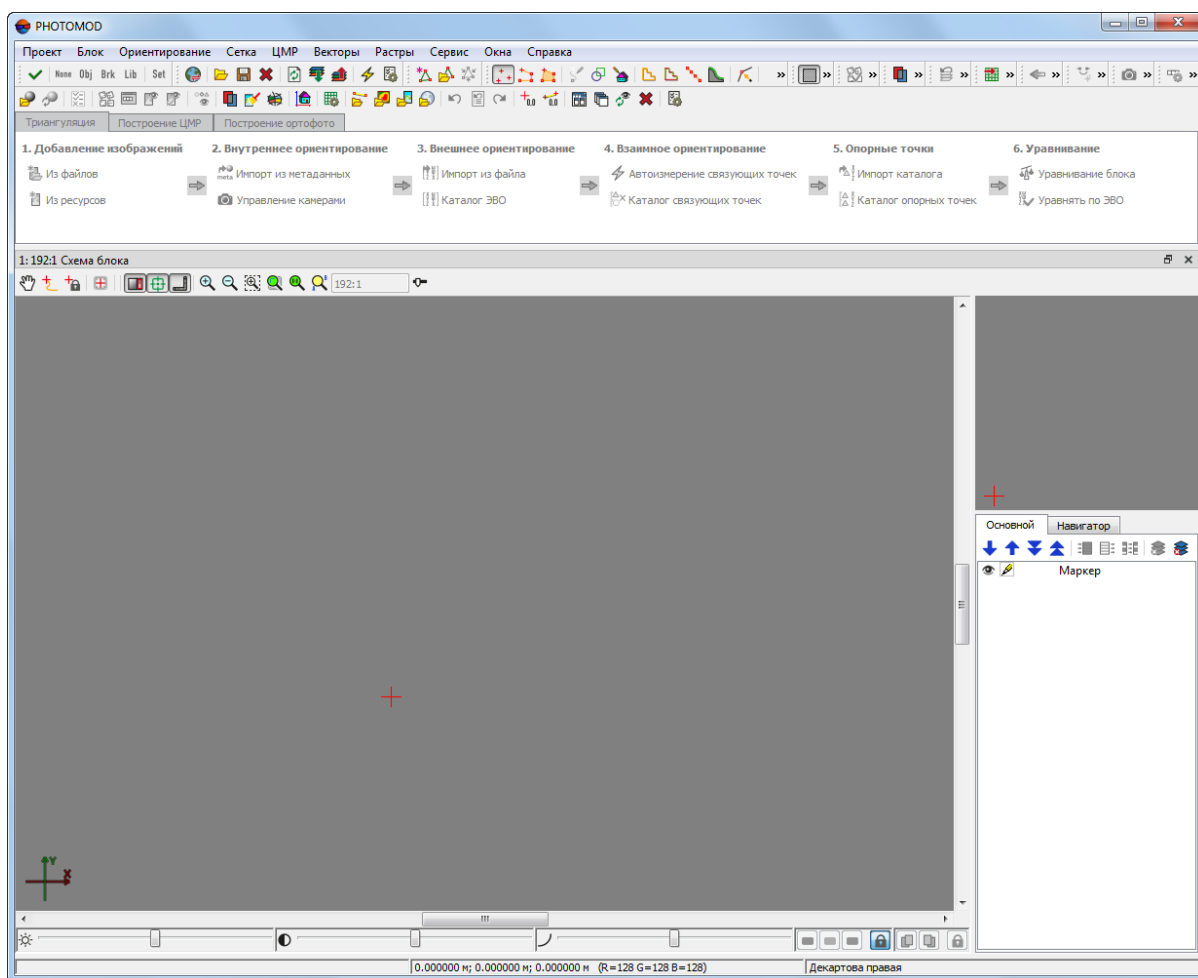 PHOTOMOD
Проект Блок Ориентирование Сетка ЦМР Векторы Растры Сервис Окна Справка
None Obj Brk Lib Set
Триангуляция Построение ЦМР Построение ортофото
1. Добавление изображений 2. Внутреннее ориентирование 3. Внешнее ориентирование 4. Взаимное ориентирование 5. Опорные точки 6. Уравнивание
Из файлов meta Импорт из метаданных Импорт из файла Автоизмерение связующих точек Импорт каталога Уравнивание блока
Из ресурсов Управление камерами Каталог ЭВО Каталог связующих точек Каталог опорных точек Уравнять по ЭВО
1: 192:1 Схема блока
192:1
Основной Навигатор
Маркер
Y
X
0.000000 м; 0.000000 м; 0.000000 м (R=128 G=128 B=128) Декартова правая